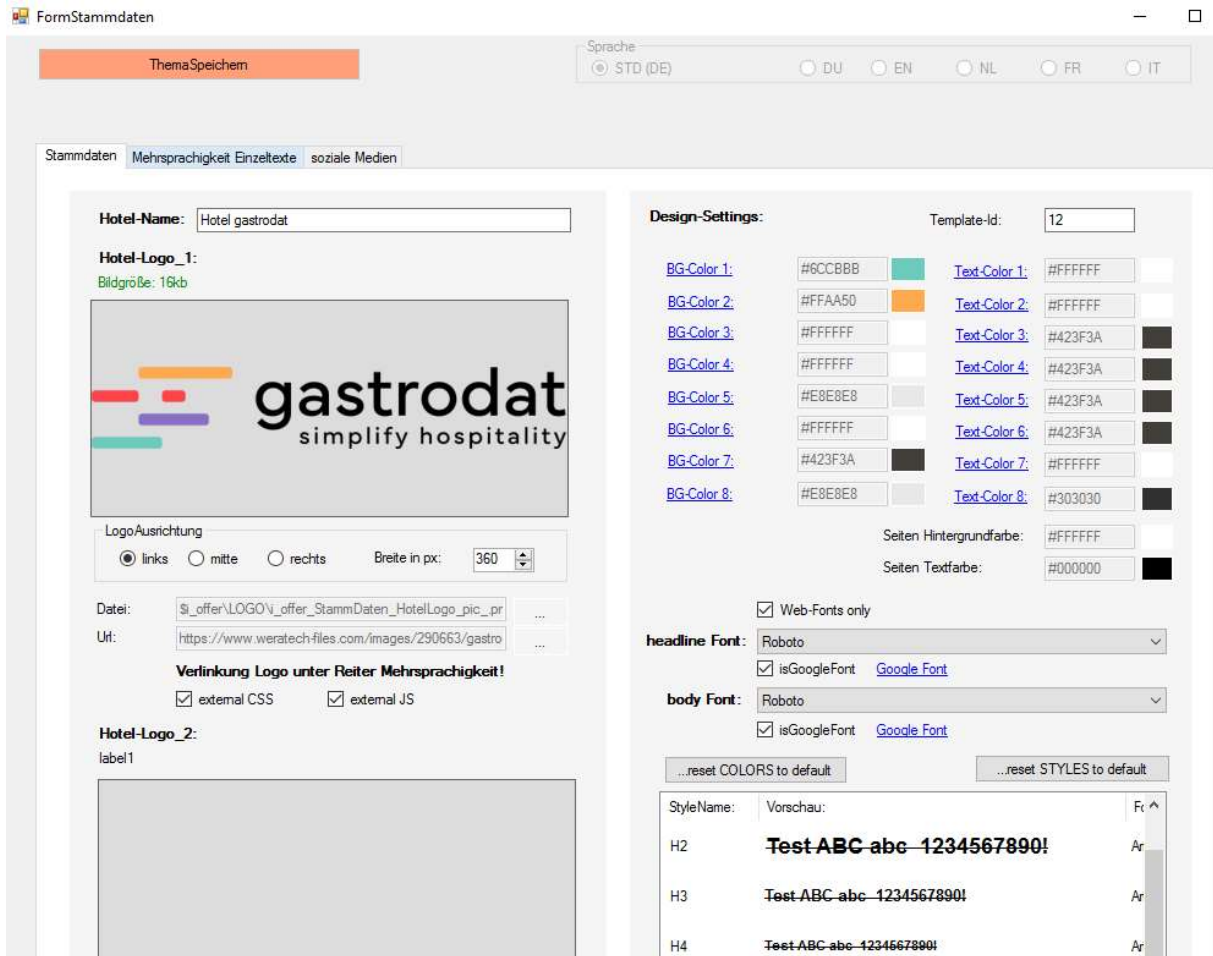 FormStammdaten
ThemaSpeichern
Sprache
STD (DE) DU EN NL FR IT
Stammdaten Mehrsprachigkeit Einzeltexte soziale Medien
Hotel-Name: Hotel gastrodat
Hotel-Logo_1:
Bildgröße: 16kb
gastrodat
simplify hospitality
LogoAusrichtung
links mitte rechts Breite in px: 360
Datei: $i_offer\LOGO\i_offer_StammDaten_HotelLogo_pic_.pr ...
Url: https://www.weratech-files.com/images/290663/gastro ...
Verlinkung Logo unter Reiter Mehrsprachigkeit!
external CSS external JS
Hotel-Logo_2:
label1
Design-Settings: Template-Id: 12
BG-Color 1: #6CCBBB Text-Color 1: #FFFFFF
BG-Color 2: #FFAA50 Text-Color 2: #FFFFFF
BG-Color 3: #FFFFFF Text-Color 3: #423F3A
BG-Color 4: #FFFFFF Text-Color 4: #423F3A
BG-Color 5: #E8E8E8 Text-Color 5: #423F3A
BG-Color 6: #FFFFFF Text-Color 6: #423F3A
BG-Color 7: #423F3A Text-Color 7: #FFFFFF
BG-Color 8: #E8E8E8 Text-Color 8: #303030
Seiten Hintergrundfarbe: #FFFFFF
Seiten Textfarbe: #000000
Web-Fonts only
headline Font: Roboto
isGoogleFont Google Font
body Font: Roboto
isGoogleFont Google Font
...reset COLORS to default ...reset STYLES to default
StyleName: Vorschau: Fc
H2 Test ABC abc 1234567890! Ar
H3 Test ABC abc 1234567890! Ar
H4 Test ABC abc 1234567890! Ar